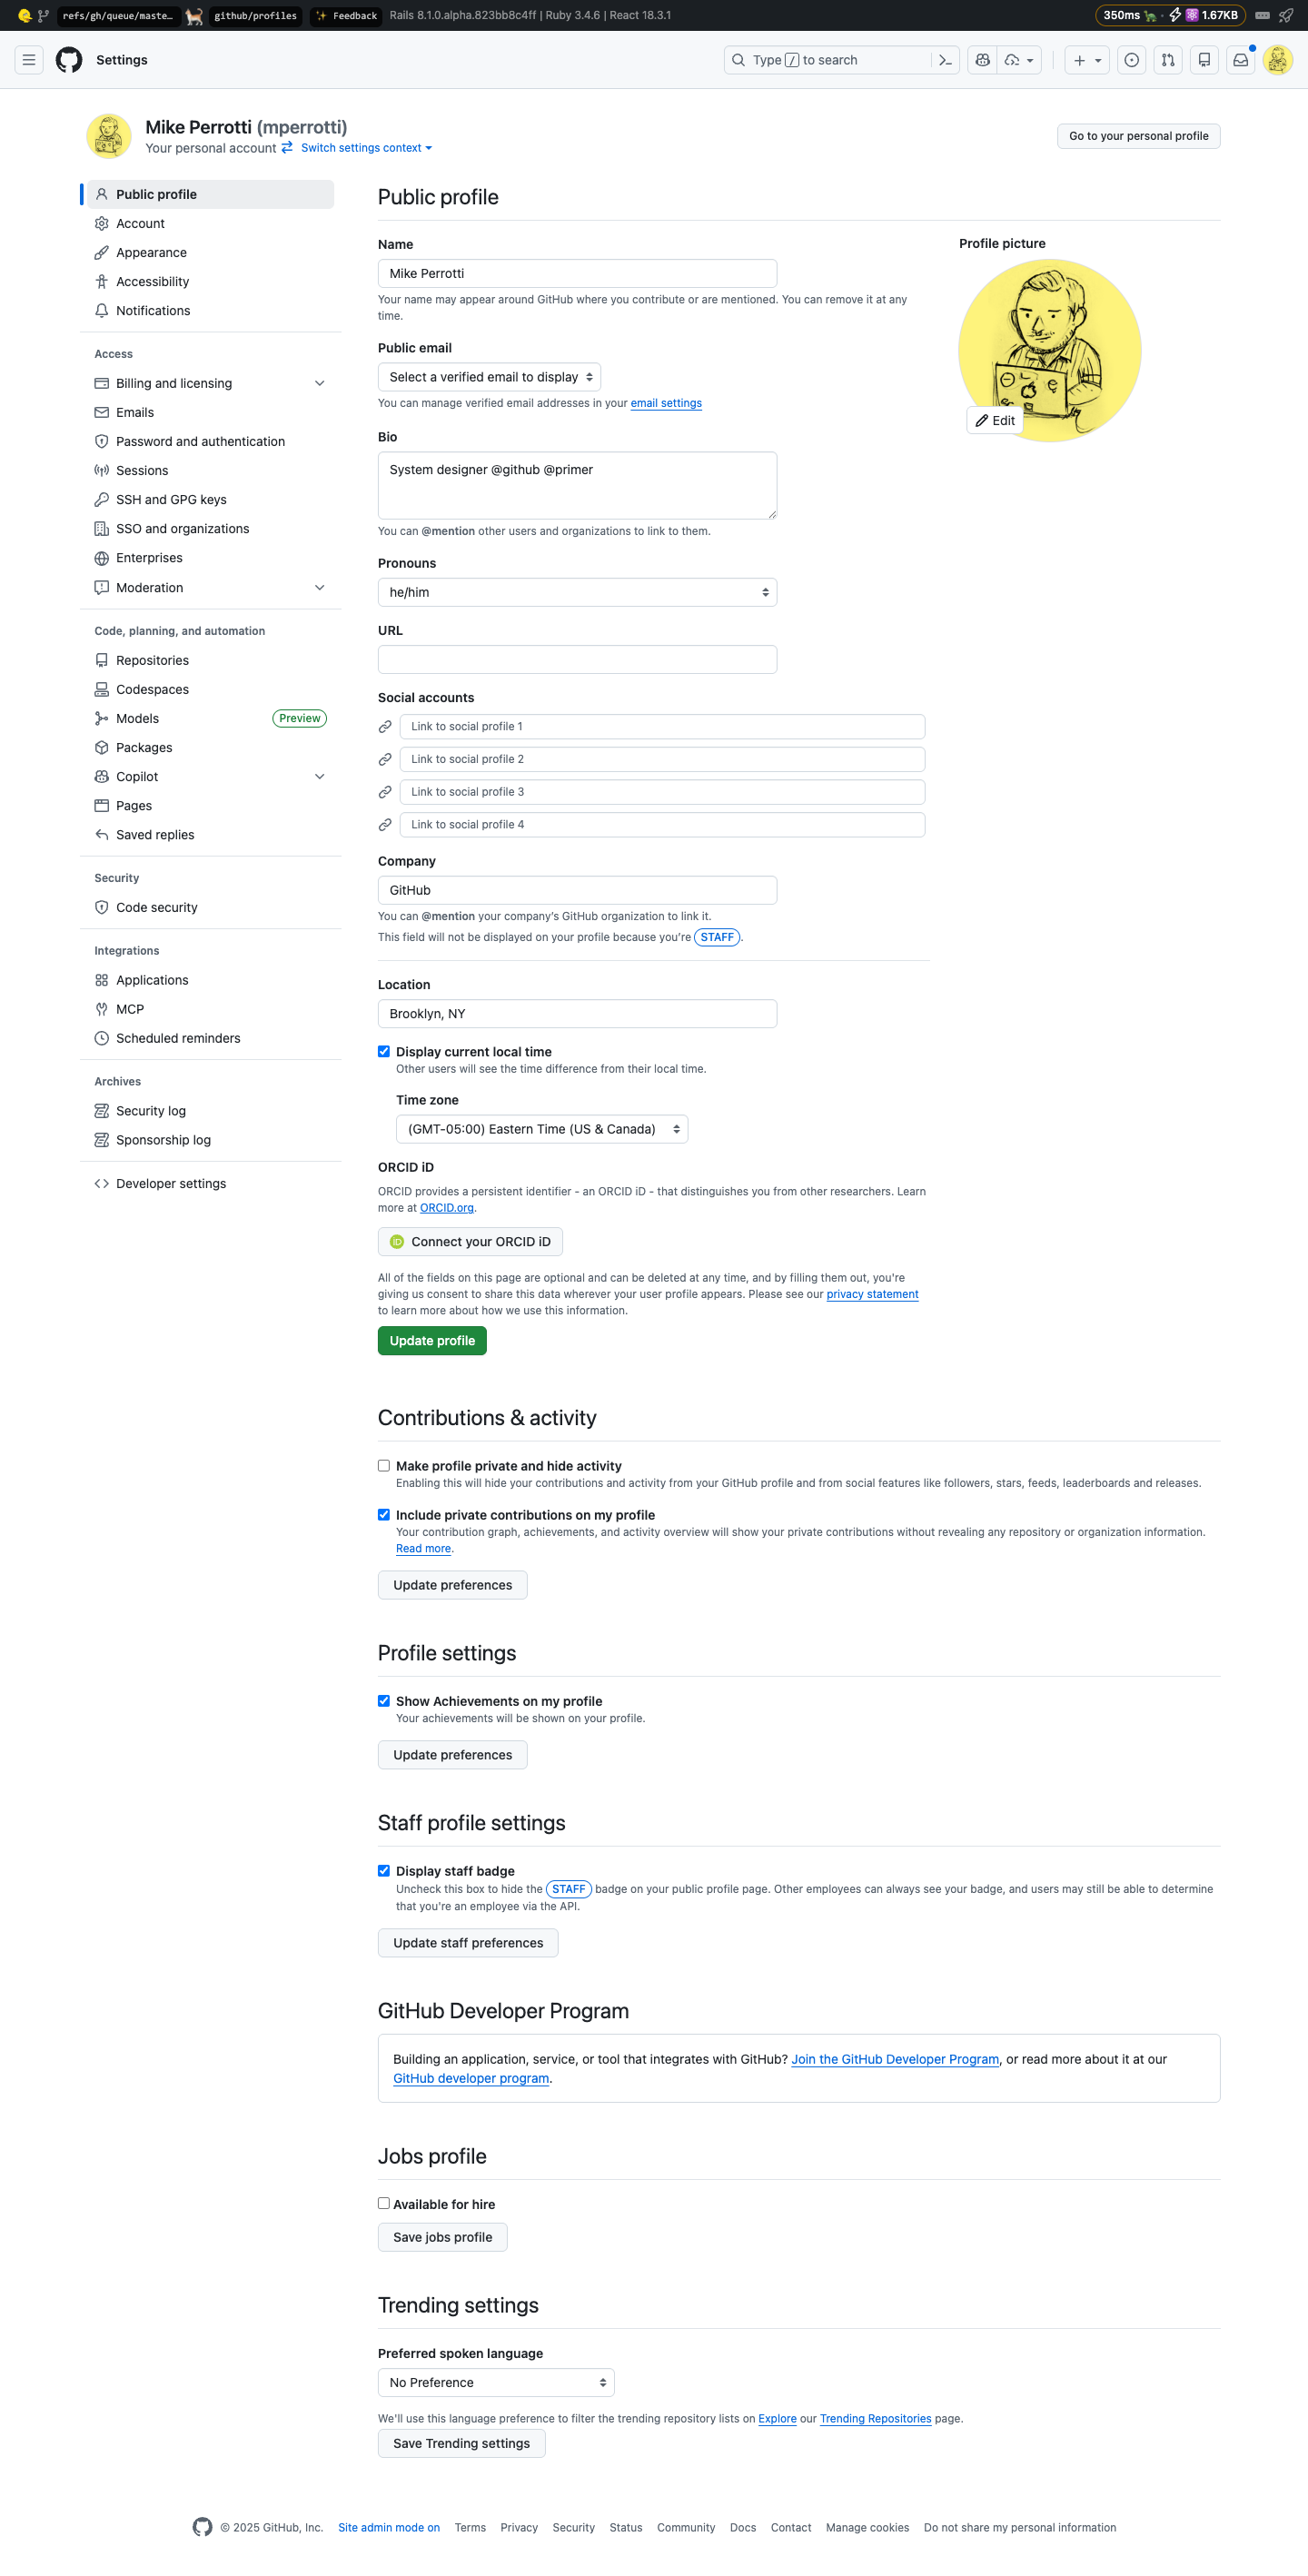 refs/gh/queue/maste…
github/profiles
✨ Feedback
Rails 8.1.0.alpha.823bb8c4ff | Ruby 3.4.6 | React 18.3.1
350ms 1.67KB
Settings
Type / to search
Mike Perrotti (mperrotti)
Your personal account Switch settings context
Go to your personal profile
Public profile
Account
Appearance
Accessibility
Notifications
Access
Billing and licensing
Emails
Password and authentication
Sessions
SSH and GPG keys
SSO and organizations
Enterprises
Moderation
Code, planning, and automation
Repositories
Codespaces
Models Preview
Packages
Copilot
Pages
Saved replies
Security
Code security
Integrations
Applications
MCP
Scheduled reminders
Archives
Security log
Sponsorship log
Developer settings
Public profile
Name
Mike Perrotti
Your name may appear around GitHub where you contribute or are mentioned. You can remove it at any
time.
Public email
Select a verified email to display
You can manage verified email addresses in your email settings
Bio
System designer @github @primer
You can @mention other users and organizations to link to them.
Pronouns
he/him
URL
Social accounts
Link to social profile 1
Link to social profile 2
Link to social profile 3
Link to social profile 4
Company
GitHub
You can @mention your company's GitHub organization to link it.
This field will not be displayed on your profile because you're STAFF.
Location
Brooklyn, NY
Display current local time
Other users will see the time difference from their local time.
Time zone
(GMT-05:00) Eastern Time (US & Canada)
ORCID iD
ORCID provides a persistent identifier - an ORCID iD - that distinguishes you from other researchers. Learn
more at ORCID.org.
iD Connect your ORCID iD
All of the fields on this page are optional and can be deleted at any time, and by filling them out, you're
giving us consent to share this data wherever your user profile appears. Please see our privacy statement
to learn more about how we use this information.
Update profile
Profile picture
Edit
Contributions & activity
Make profile private and hide activity
Enabling this will hide your contributions and activity from your GitHub profile and from social features like followers, stars, feeds, leaderboards and releases.
Include private contributions on my profile
Your contribution graph, achievements, and activity overview will show your private contributions without revealing any repository or organization information.
Read more.
Update preferences
Profile settings
Show Achievements on my profile
Your achievements will be shown on your profile.
Update preferences
Staff profile settings
Display staff badge
Uncheck this box to hide the STAFF badge on your public profile page. Other employees can always see your badge, and users may still be able to determine
that you're an employee via the API.
Update staff preferences
GitHub Developer Program
Building an application, service, or tool that integrates with GitHub? Join the GitHub Developer Program, or read more about it at our
GitHub developer program.
Jobs profile
Available for hire
Save jobs profile
Trending settings
Preferred spoken language
No Preference
We'll use this language preference to filter the trending repository lists on Explore our Trending Repositories page.
Save Trending settings
© 2025 GitHub, Inc. Site admin mode on Terms Privacy Security Status Community Docs Contact Manage cookies Do not share my personal information